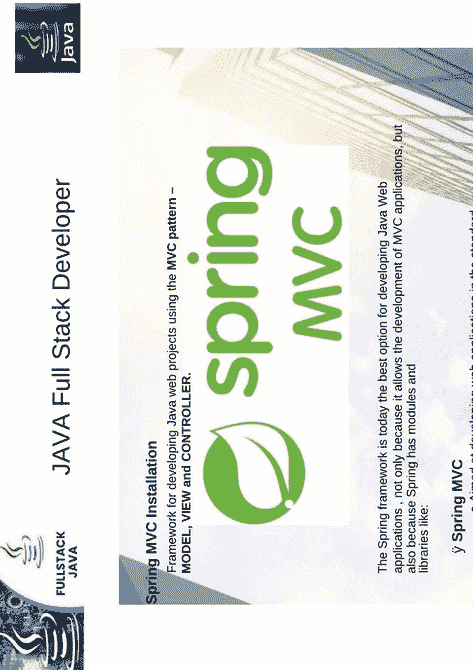 FULLSTACK
JAVA
JAVA Full Stack Developer
Java
Spring MVC Installation
Framework for developing Java web projects using the MVC pattern –
MODEL, VIEW and CONTROLLER.
spring
MVC
The Spring framework is today the best option for developing Java Web
applications , not only because it allows the development of MVC applications, but
also because Spring has modules and
libraries like:
ÿ Spring MVC